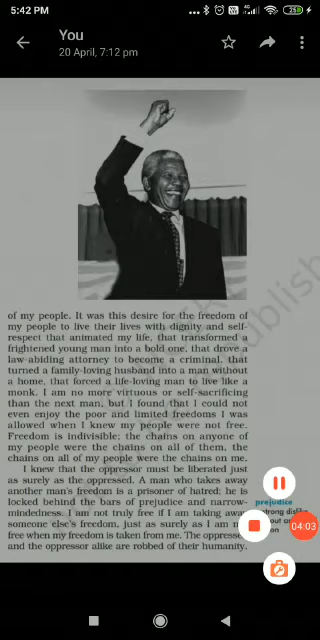 5:42 PM
You
20 April, 7:12 pm
of my people. It was this desire for the freedom of
my people to live their lives with dignity and self-
respect that animated my life, that transformed a
frightened young man into a bold one, that drove a
law-abiding attorney to become a criminal, that
turned a family-loving husband into a man without
a home, that forced a life-loving man to live like a
monk. I am no more virtuous or self-sacrificing
than the next man, but I found that I could not
even enjoy the poor and limited freedoms I was
allowed when I knew my people were not free.
Freedom is indivisible; the chains on anyone of
my people were the chains on all of them, the
chains on all of my people were the chains on me.
I knew that the oppressor must be liberated just
as surely as the oppressed. A man who takes away
another man's freedom is a prisoner of hatred; he is
locked behind the bars of prejudice and narrow-
mindedness. I am not truly free if I am taking away
someone else's freedom, just as surely as I am
free when my freedom is taken from me. The
and the oppressor alike are robbed of their humanity.
prejudice
04:03